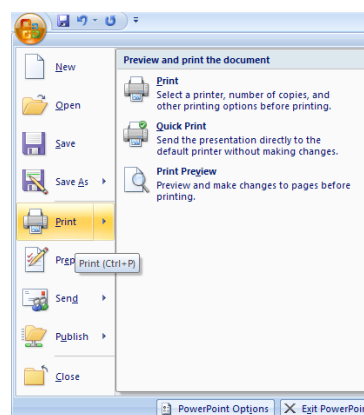 Preview and print the document
New
Open
Save
Save As
Print
Prep
Print (Ctrl+P)
Send
Publish
Close
Print
Select a printer, number of copies, and
other printing options before printing.
Quick Print
Send the presentation directly to the
default printer without making changes.
Print Preview
Preview and make changes to pages before
printing.
PowerPoint Options
Exit PowerPoi